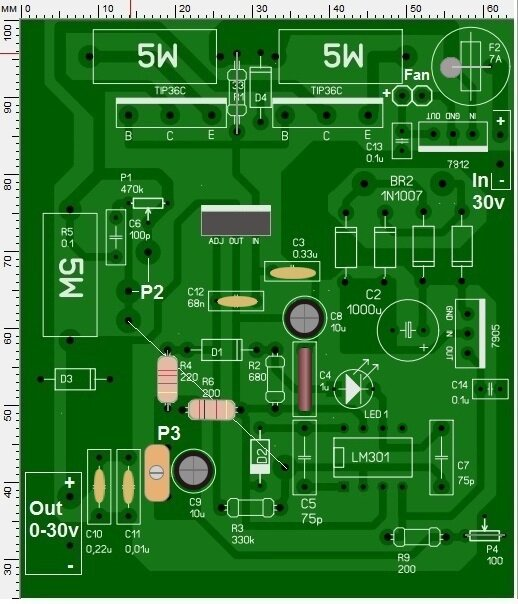 мм 0 10 20 30 40 50 60
100
90
80
70
60
50
40
30
5W
5W
F2
7A
Fan
+
TIP36C
33
R1
D4
TIP36C
B C E
B C E
C13
0.1u
OUT GND IN
7912
+
-
In
30v
BR2
1N1007
P1
470k
R5
0.1
5W
C6
100p
ADJ OUT IN
C3
0.33u
P2
C12
68n
C2
1000u
+
C8
10u
GND
IN
OUT
7905
D1
R4
220
R2
680
R6
200
D3
C4
1u
LED 1
C14
0.1u
P3
D2
LM301
C7
75p
Out
0-30v
+
-
C10
0,22u
C11
0,01u
C9
10u
R3
330k
C5
75p
R9
200
P4
100